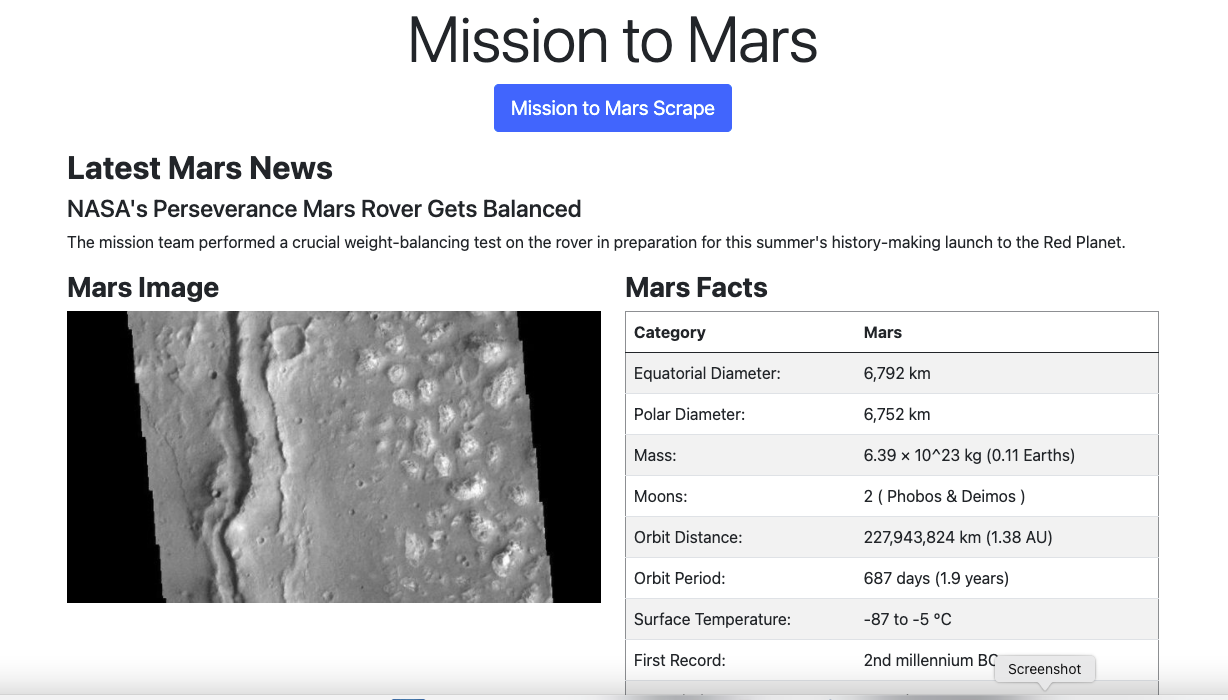 Mission to Mars
Mission to Mars Scrape
Latest Mars News
NASA's Perseverance Mars Rover Gets Balanced
The mission team performed a crucial weight-balancing test on the rover in preparation for this summer's history-making launch to the Red Planet.
Mars Image
Mars Facts
Category Mars
Equatorial Diameter: 6,792 km
Polar Diameter: 6,752 km
Mass: 6.39 × 10^23 kg (0.11 Earths)
Moons: 2 ( Phobos & Deimos )
Orbit Distance: 227,943,824 km (1.38 AU)
Orbit Period: 687 days (1.9 years)
Surface Temperature: -87 to -5 °C
First Record: 2nd millennium BC
Screenshot